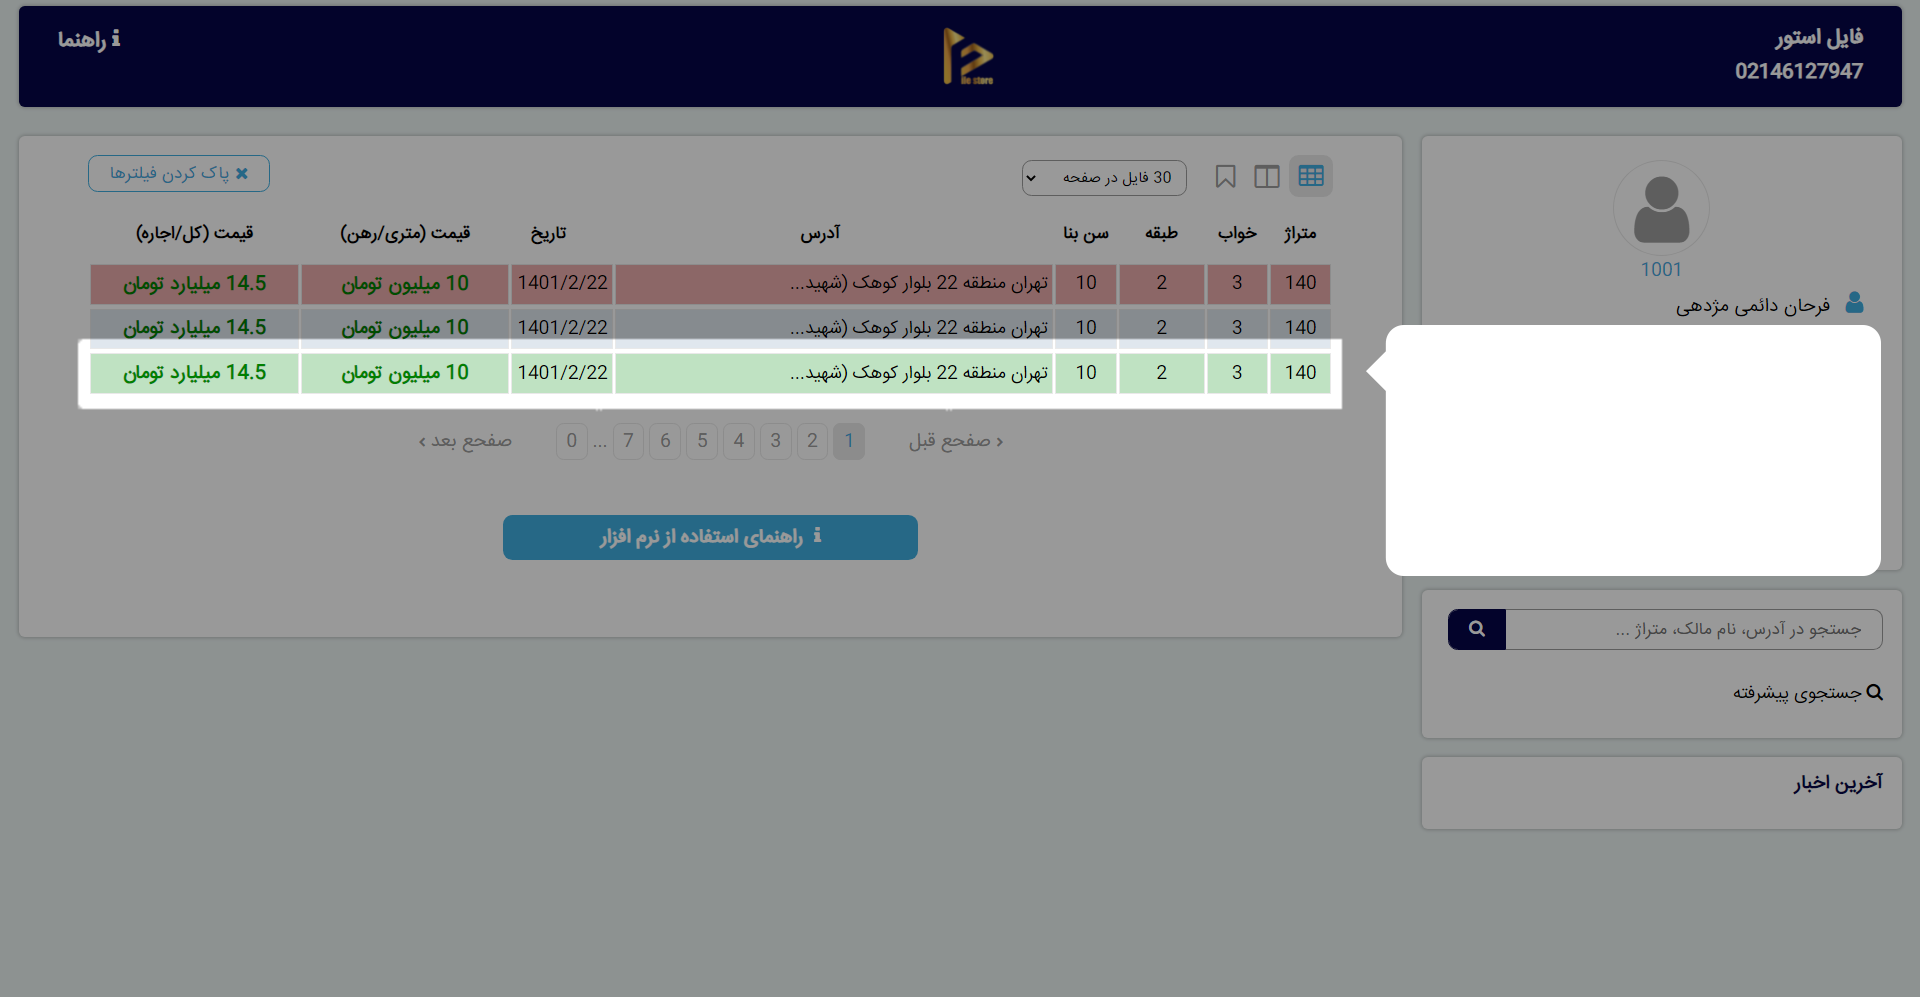 فایل استور
02146127947
le store
راهنما
1001
فرحان دائمی مژدهی
30 فایل در صفحه
پاک کردن فیلترها
متراژ خواب طبقه سن بنا آدرس تاریخ قیمت (متری/رهن) قیمت (کل/اجاره)
140 3 2 10 تهران منطقه 22 بلوار کوهک (شهید... 1401/2/22 10 میلیون تومان 14.5 میلیارد تومان
140 3 2 10 تهران منطقه 22 بلوار کوهک (شهید... 1401/2/22 10 میلیون تومان 14.5 میلیارد تومان
140 3 2 10 تهران منطقه 22 بلوار کوهک (شهید... 1401/2/22 10 میلیون تومان 14.5 میلیارد تومان
صفحع قبل 1 2 3 4 5 6 7 ... 0 صفحع بعد
راهنمای استفاده از نرم افزار
جستجو در آدرس، نام مالک، متراژ ...
جستجوی پیشرفته
آخرین اخبار